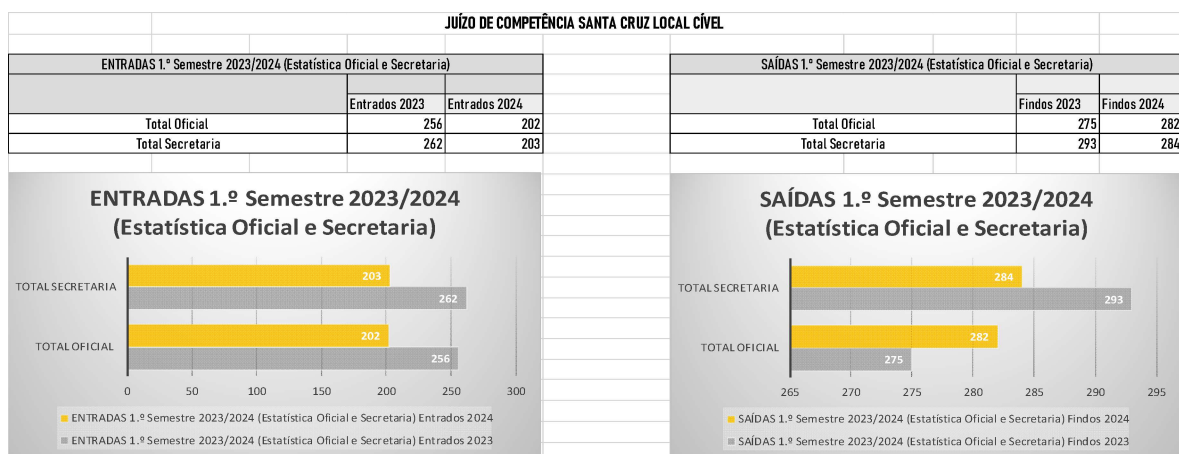 JUÍZO DE COMPETÊNCIA SANTA CRUZ LOCAL CÍVEL
ENTRADAS 1.º Semestre 2023/2024 (Estatística Oficial e Secretaria)
Entrados 2023 Entrados 2024
Total Oficial 256 202
Total Secretaria 262 203
SAÍDAS 1.º Semestre 2023/2024 (Estatística Oficial e Secretaria)
Findos 2023 Findos 2024
Total Oficial 275 282
Total Secretaria 293 284
ENTRADAS 1.º Semestre 2023/2024
(Estatística Oficial e Secretaria)
203
TOTAL SECRETARIA
262
202
TOTAL OFICIAL
256
0 50 100 150 200 250 300
ENTRADAS 1.º Semestre 2023/2024 (Estatística Oficial e Secretaria) Entrados 2024
ENTRADAS 1.º Semestre 2023/2024 (Estatística Oficial e Secretaria) Entrados 2023
SAÍDAS 1.º Semestre 2023/2024
(Estatística Oficial e Secretaria)
284
TOTAL SECRETARIA
293
282
TOTAL OFICIAL
275
265 270 275 280 285 290 295
SAÍDAS 1.º Semestre 2023/2024 (Estatística Oficial e Secretaria) Findos 2024
SAÍDAS 1.º Semestre 2023/2024 (Estatística Oficial e Secretaria) Findos 2023